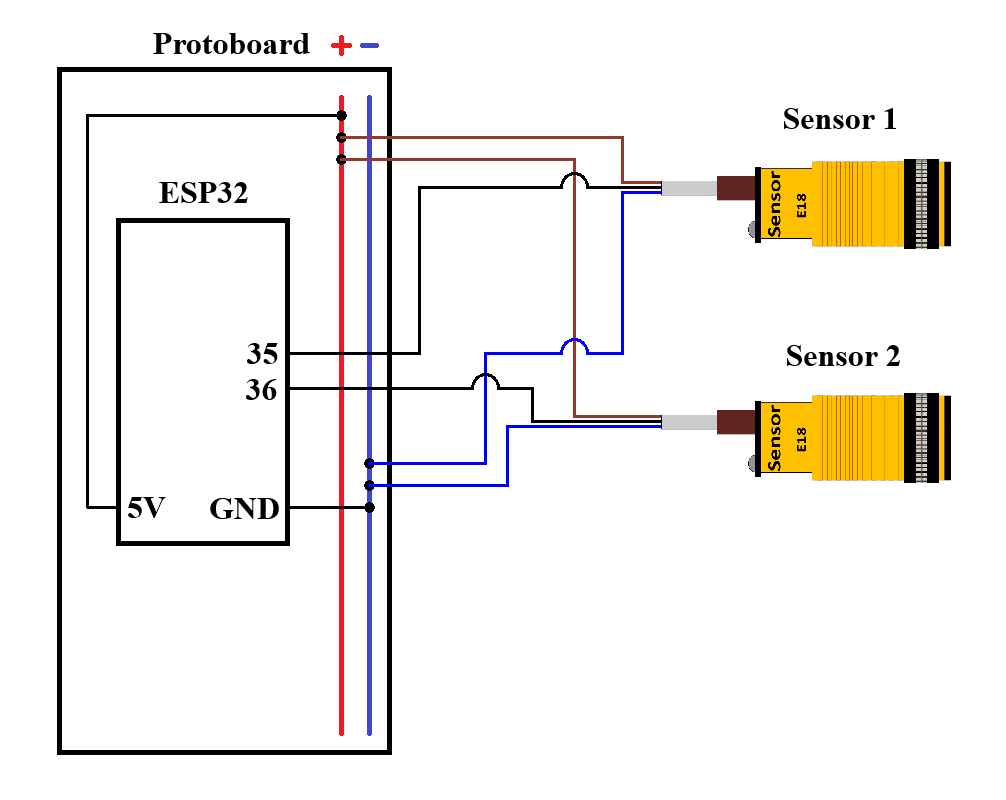 Protoboard + −
Sensor 1
Sensor
E18
ESP32
35
36
Sensor 2
Sensor
E18
5V
GND